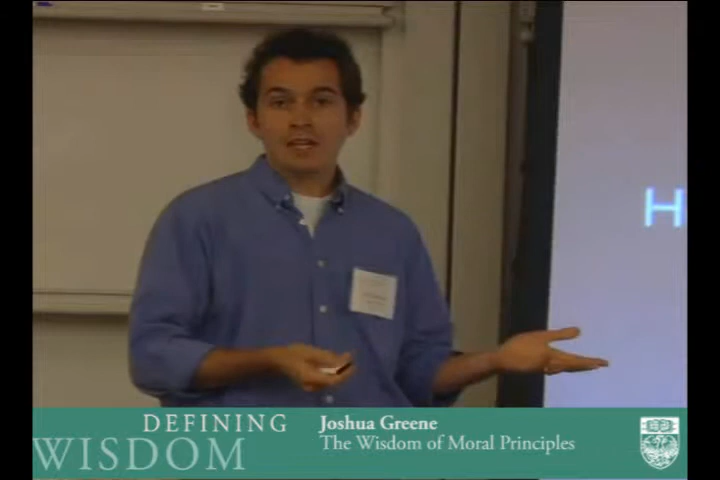 H
DEFINING
WISDOM
Joshua Greene
The Wisdom of Moral Principles